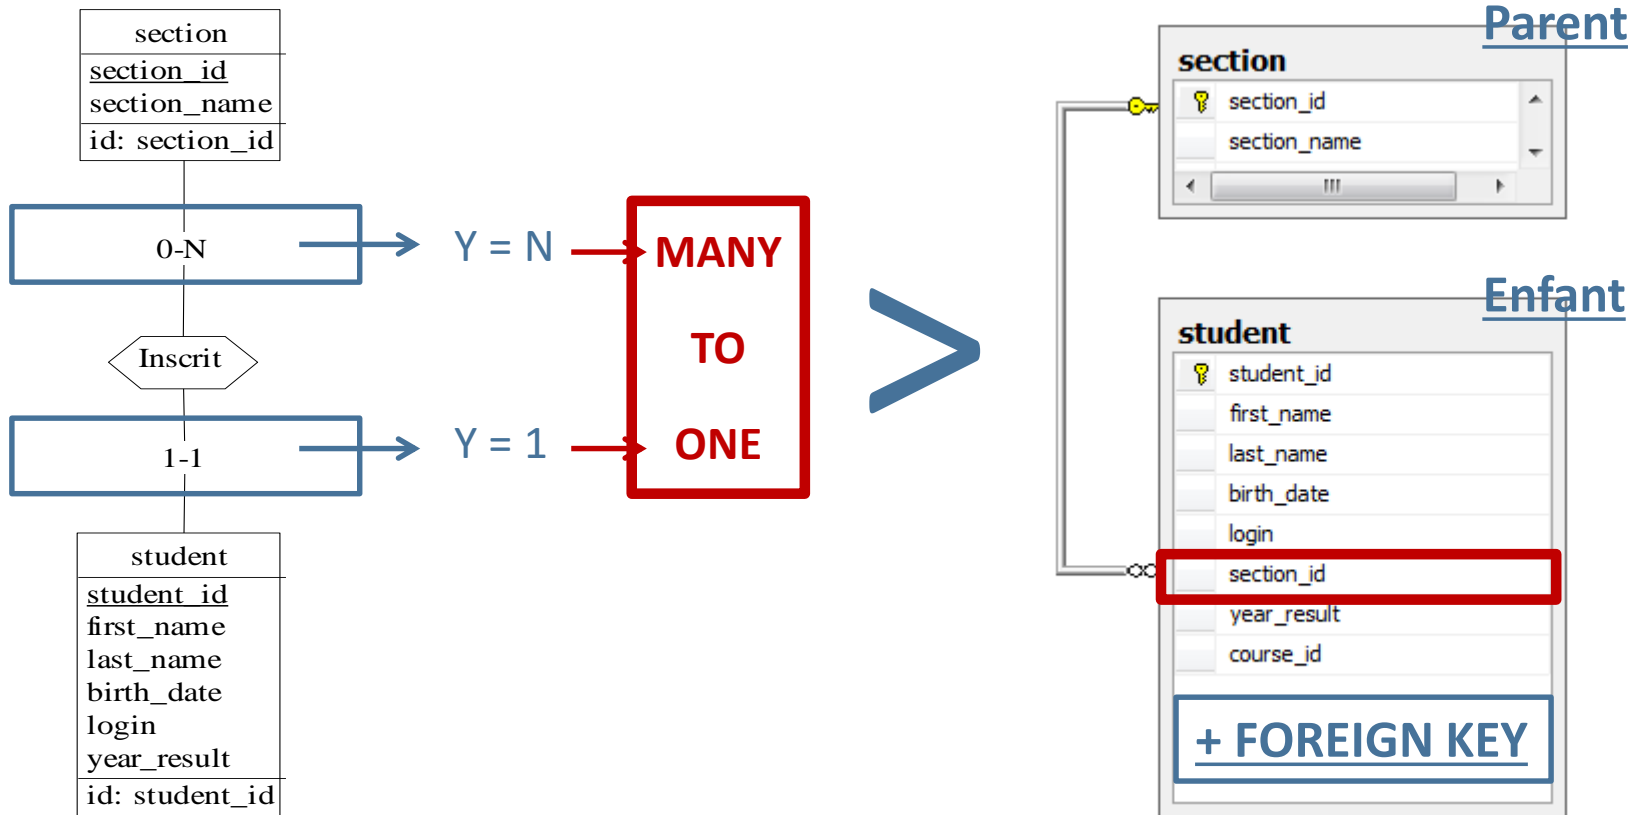 section
section_id
section_name
id: section_id
0-N
Inscrit
1-1
student
student_id
first_name
last_name
birth_date
login
year_result
id: student_id
Y = N
Y = 1
MANY
TO
ONE
>
Parent
section
section_id
section_name
Enfant
student
student_id
first_name
last_name
birth_date
login
section_id
year_result
course_id
+ FOREIGN KEY